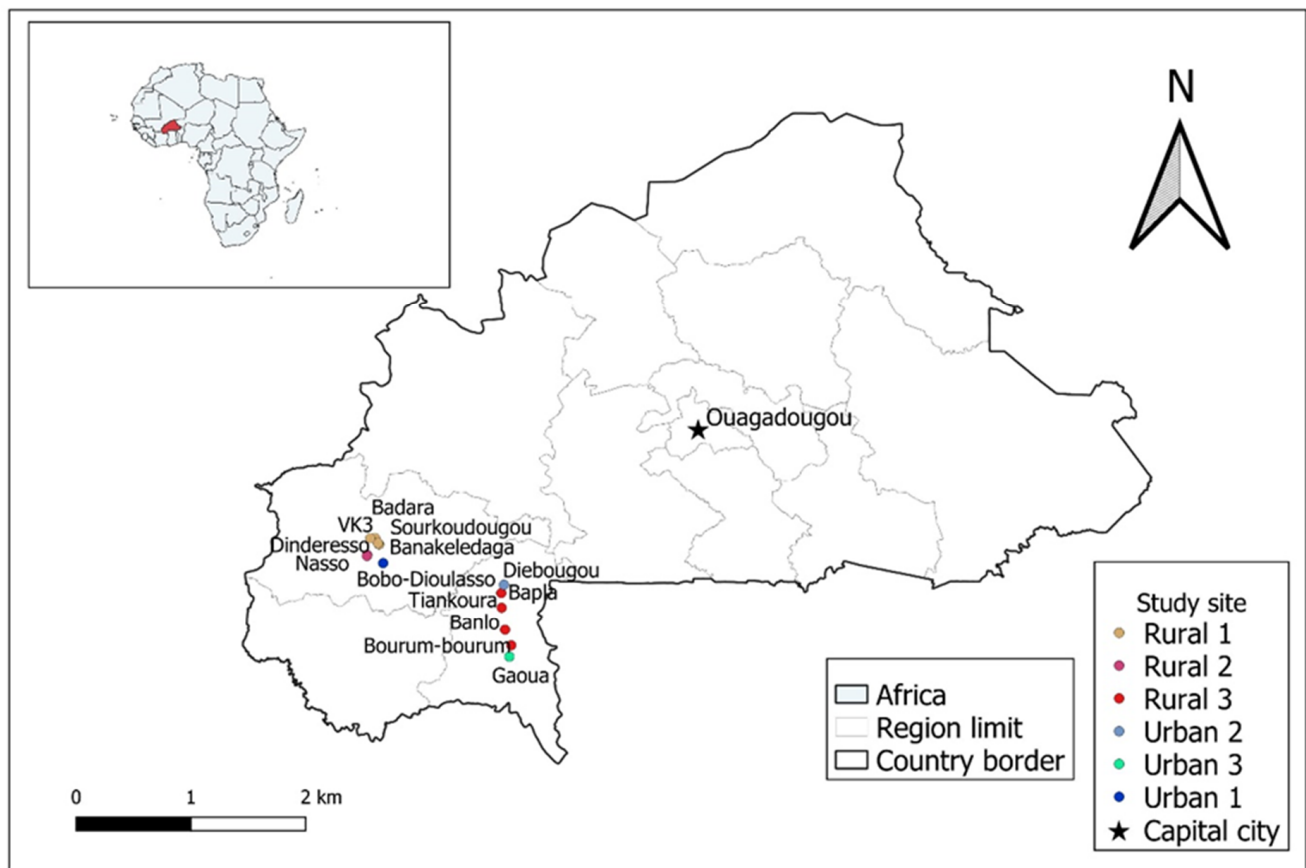 N
Ouagadougou
Badara
VK3
Sourkoudougou
Dinderesso
Banakeledaga
Nasso
Bobo-Dioulasso
Diebougou
Bapla
Tiankoura
Banlo
Bourum-bourum
Gaoua
Study site
Rural 1
Rural 2
Rural 3
Urban 2
Urban 3
Urban 1
Capital city
Africa
Region limit
Country border
0 1 2 km